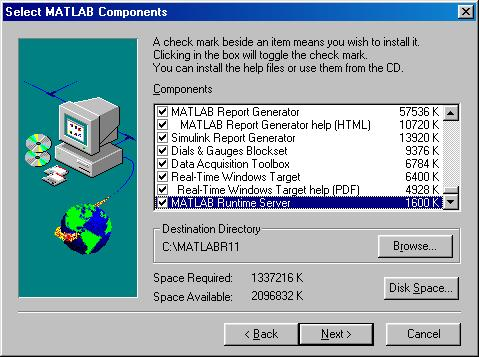 Select MATLAB Components
A check mark beside an item means you wish to install it.
Clicking in the box will toggle the check mark.
You can install the help files or use them from the CD.
Components
MATLAB Report Generator 57536 K
MATLAB Report Generator help (HTML) 10720 K
Simulink Report Generator 13920 K
Dials & Gauges Blockset 9376 K
Data Acquisition Toolbox 6784 K
Real-Time Windows Target 6400 K
Real-Time Windows Target help (PDF) 4928 K
MATLAB Runtime Server 1600 K
Destination Directory
C:\MATLABR11
Browse...
Space Required: 1337216 K
Space Available: 2096832 K
Disk Space...
< Back
Next >
Cancel